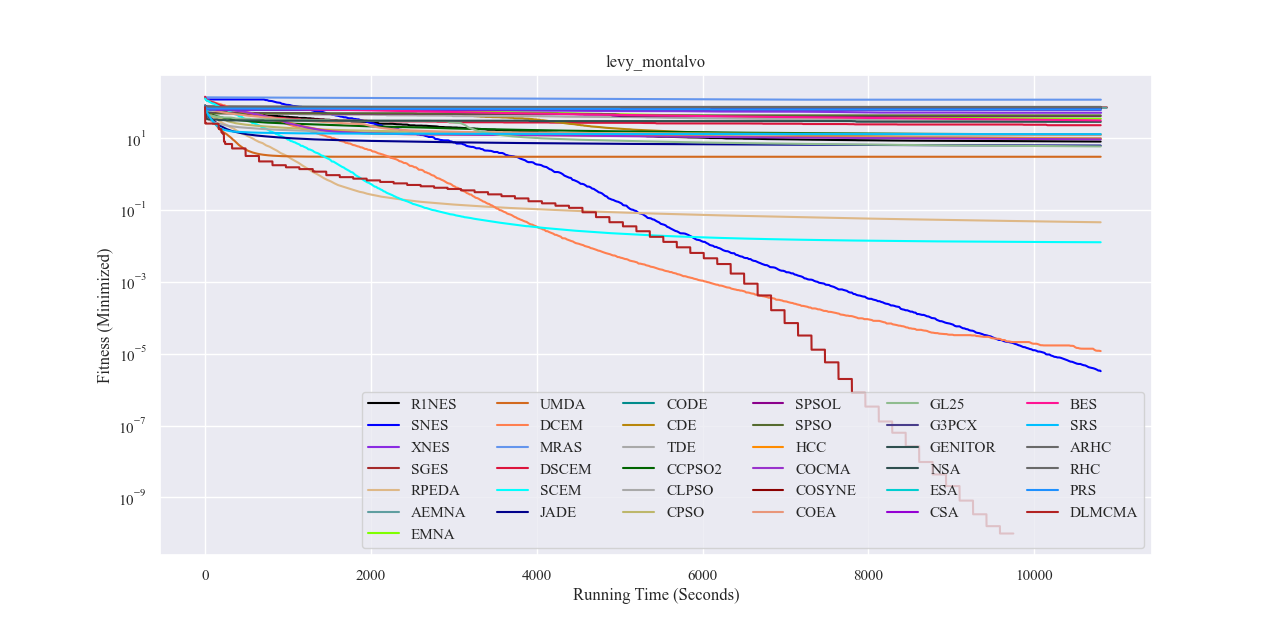 levy_montalvo
Fitness (Minimized)
10¹
10⁻¹
10⁻³
10⁻⁵
10⁻⁷
10⁻⁹
R1NES UMDA CODE SPSOL GL25 BES
SNES DCEM CDE SPSO G3PCX SRS
XNES MRAS TDE HCC GENITOR ARHC
SGES DSCEM CCPSO2 COCMA NSA RHC
RPEDA SCEM CLPSO COSYNE ESA PRS
AEMNA JADE CPSO COEA CSA DLMCMA
EMNA
0 2000 4000 6000 8000 10000
Running Time (Seconds)